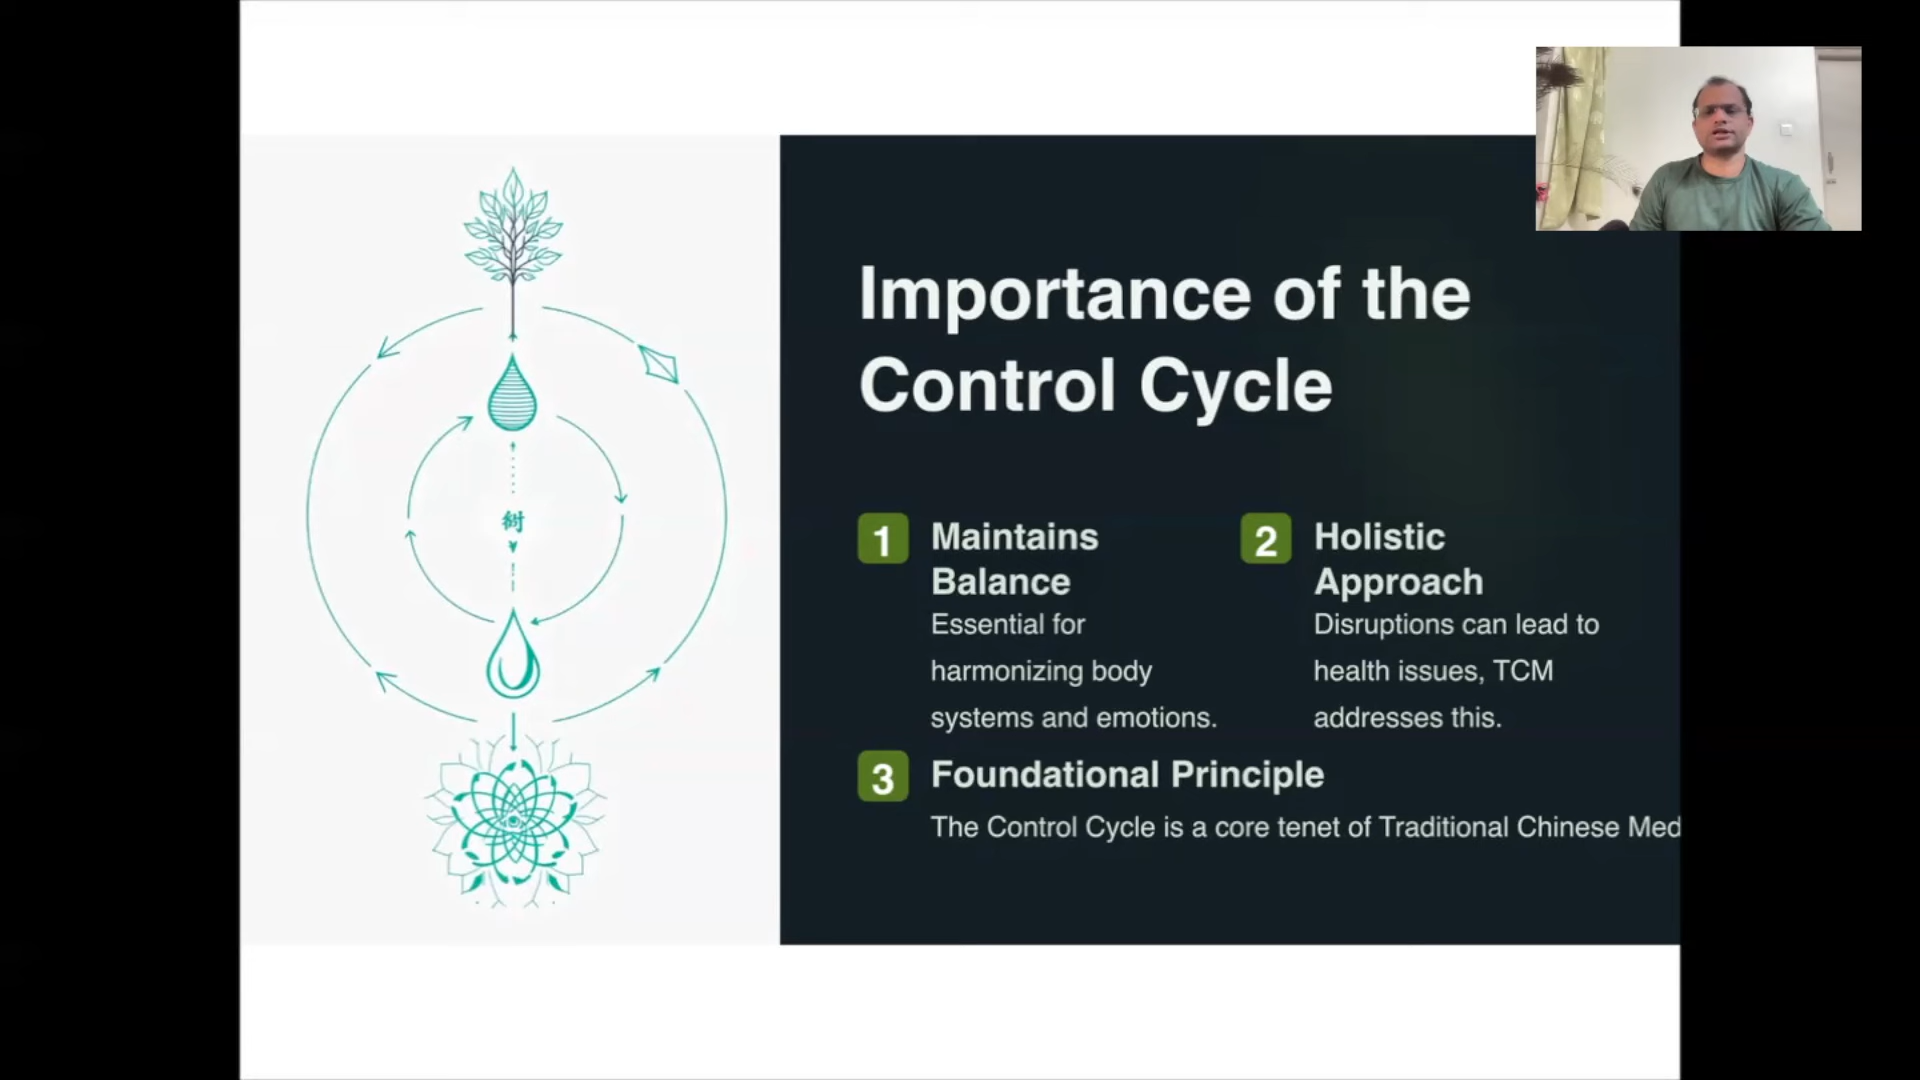 Importance of the
Control Cycle
1
Maintains
Balance
Essential for
harmonizing body
systems and emotions.
2
Holistic
Approach
Disruptions can lead to
health issues, TCM
addresses this.
3
Foundational Principle
The Control Cycle is a core tenet of Traditional Chinese Med